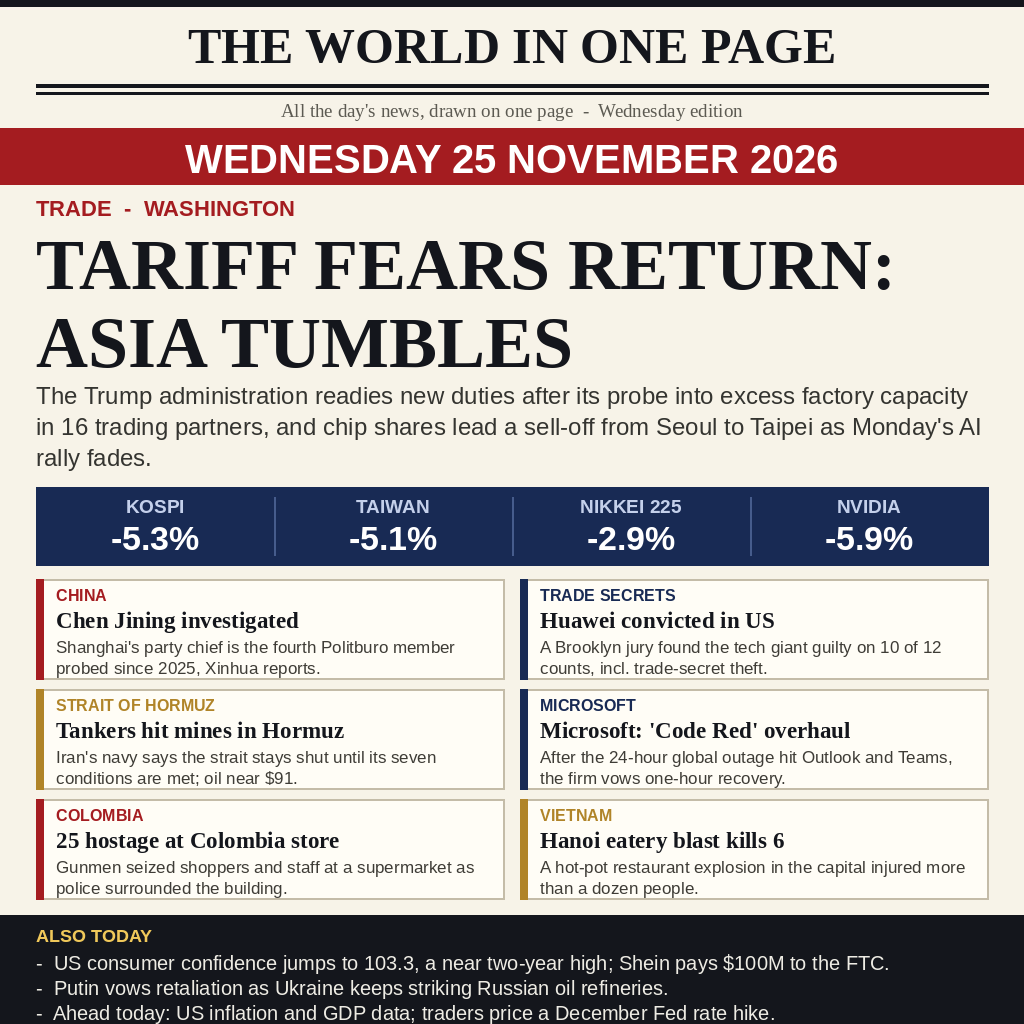 THE WORLD IN ONE PAGE
All the day's news, drawn on one page - Wednesday edition
WEDNESDAY 25 NOVEMBER 2026
TRADE - WASHINGTON
TARIFF FEARS RETURN:
ASIA TUMBLES
The Trump administration readies new duties after its probe into excess factory capacity
in 16 trading partners, and chip shares lead a sell-off from Seoul to Taipei as Monday's AI
rally fades.
KOSPI
-5.3%
TAIWAN
-5.1%
NIKKEI 225
-2.9%
NVIDIA
-5.9%
CHINA
Chen Jining investigated
Shanghai's party chief is the fourth Politburo member
probed since 2025, Xinhua reports.
TRADE SECRETS
Huawei convicted in US
A Brooklyn jury found the tech giant guilty on 10 of 12
counts, incl. trade-secret theft.
STRAIT OF HORMUZ
Tankers hit mines in Hormuz
Iran's navy says the strait stays shut until its seven
conditions are met; oil near $91.
MICROSOFT
Microsoft: 'Code Red' overhaul
After the 24-hour global outage hit Outlook and Teams,
the firm vows one-hour recovery.
COLOMBIA
25 hostage at Colombia store
Gunmen seized shoppers and staff at a supermarket as
police surrounded the building.
VIETNAM
Hanoi eatery blast kills 6
A hot-pot restaurant explosion in the capital injured more
than a dozen people.
ALSO TODAY
- US consumer confidence jumps to 103.3, a near two-year high; Shein pays $100M to the FTC.
- Putin vows retaliation as Ukraine keeps striking Russian oil refineries.
- Ahead today: US inflation and GDP data; traders price a December Fed rate hike.